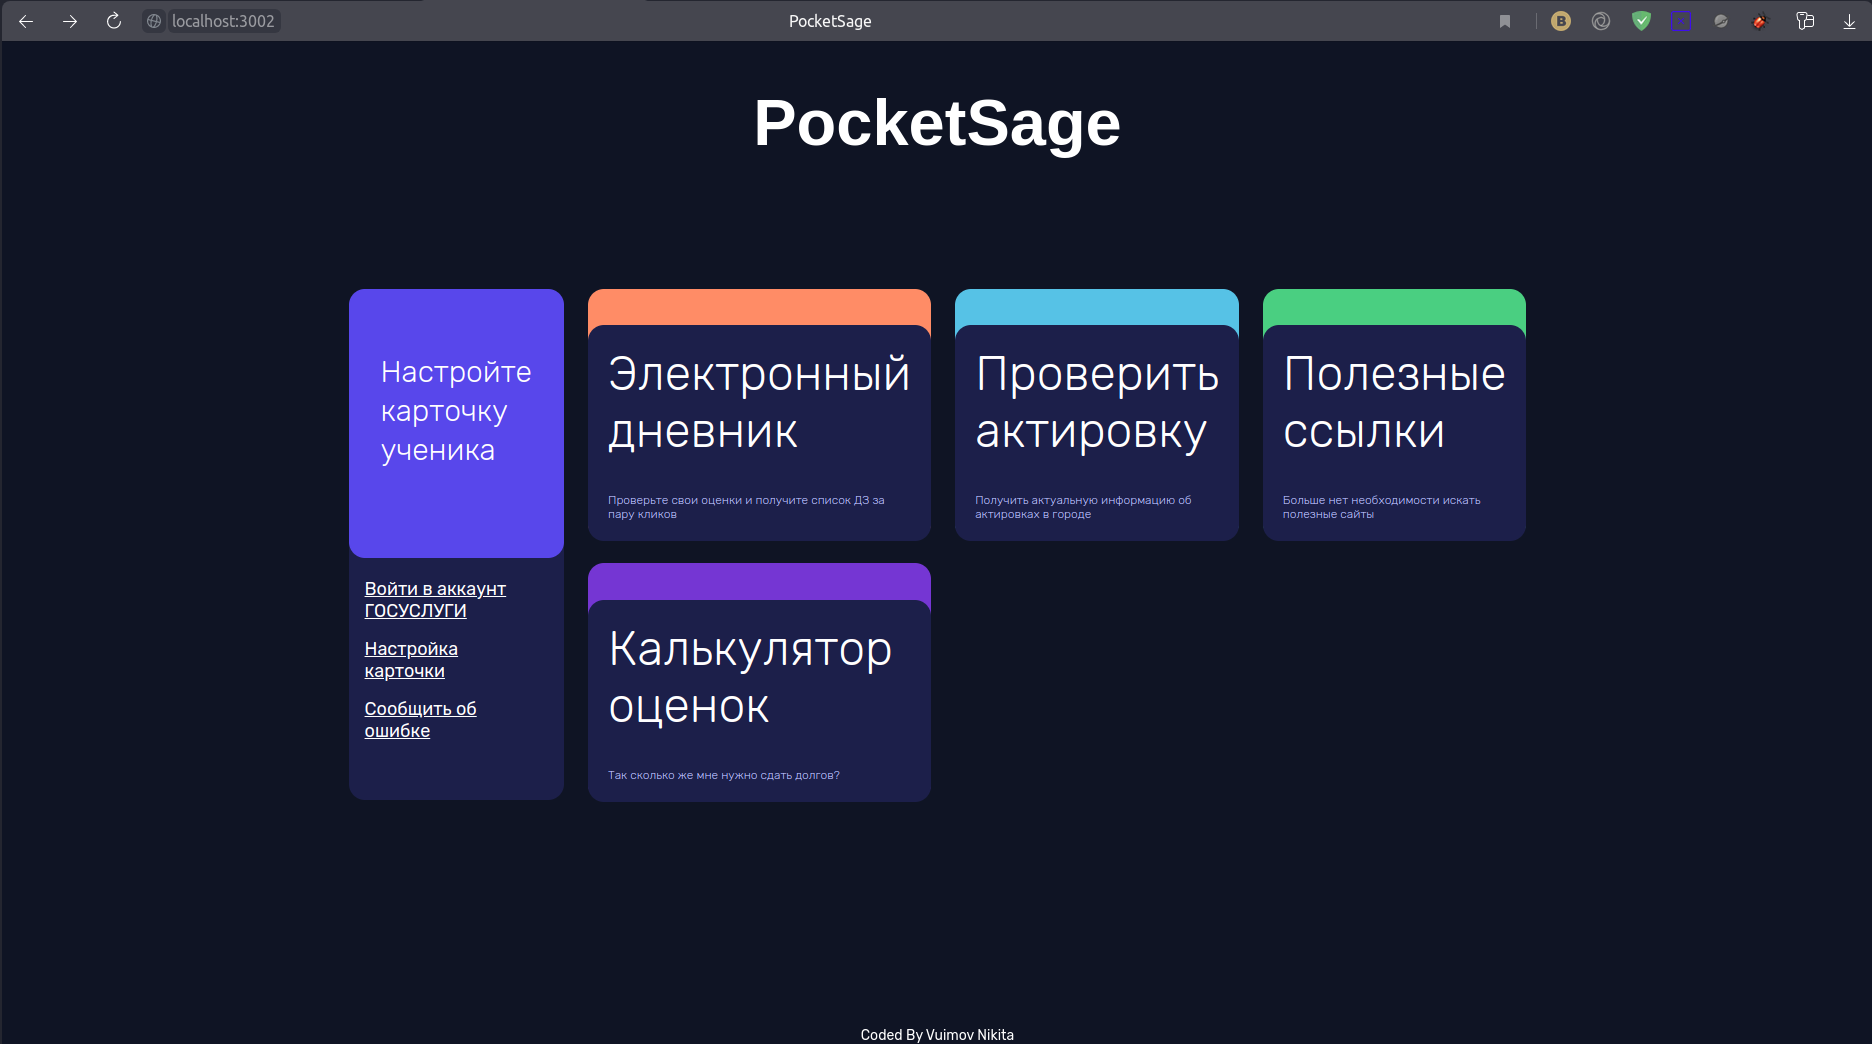 localhost:3002
PocketSage
PocketSage
Настройте
карточку
ученика
Войти в аккаунт
ГОСУСЛУГИ
Настройка
карточки
Сообщить об
ошибке
Электронный
дневник
Проверьте свои оценки и получите список ДЗ за
пару кликов
Проверить
актировку
Получить актуальную информацию об
актировках в городе
Полезные
ссылки
Больше нет необходимости искать
полезные сайты
Калькулятор
оценок
Так сколько же мне нужно сдать долгов?
Coded By Vuimov Nikita